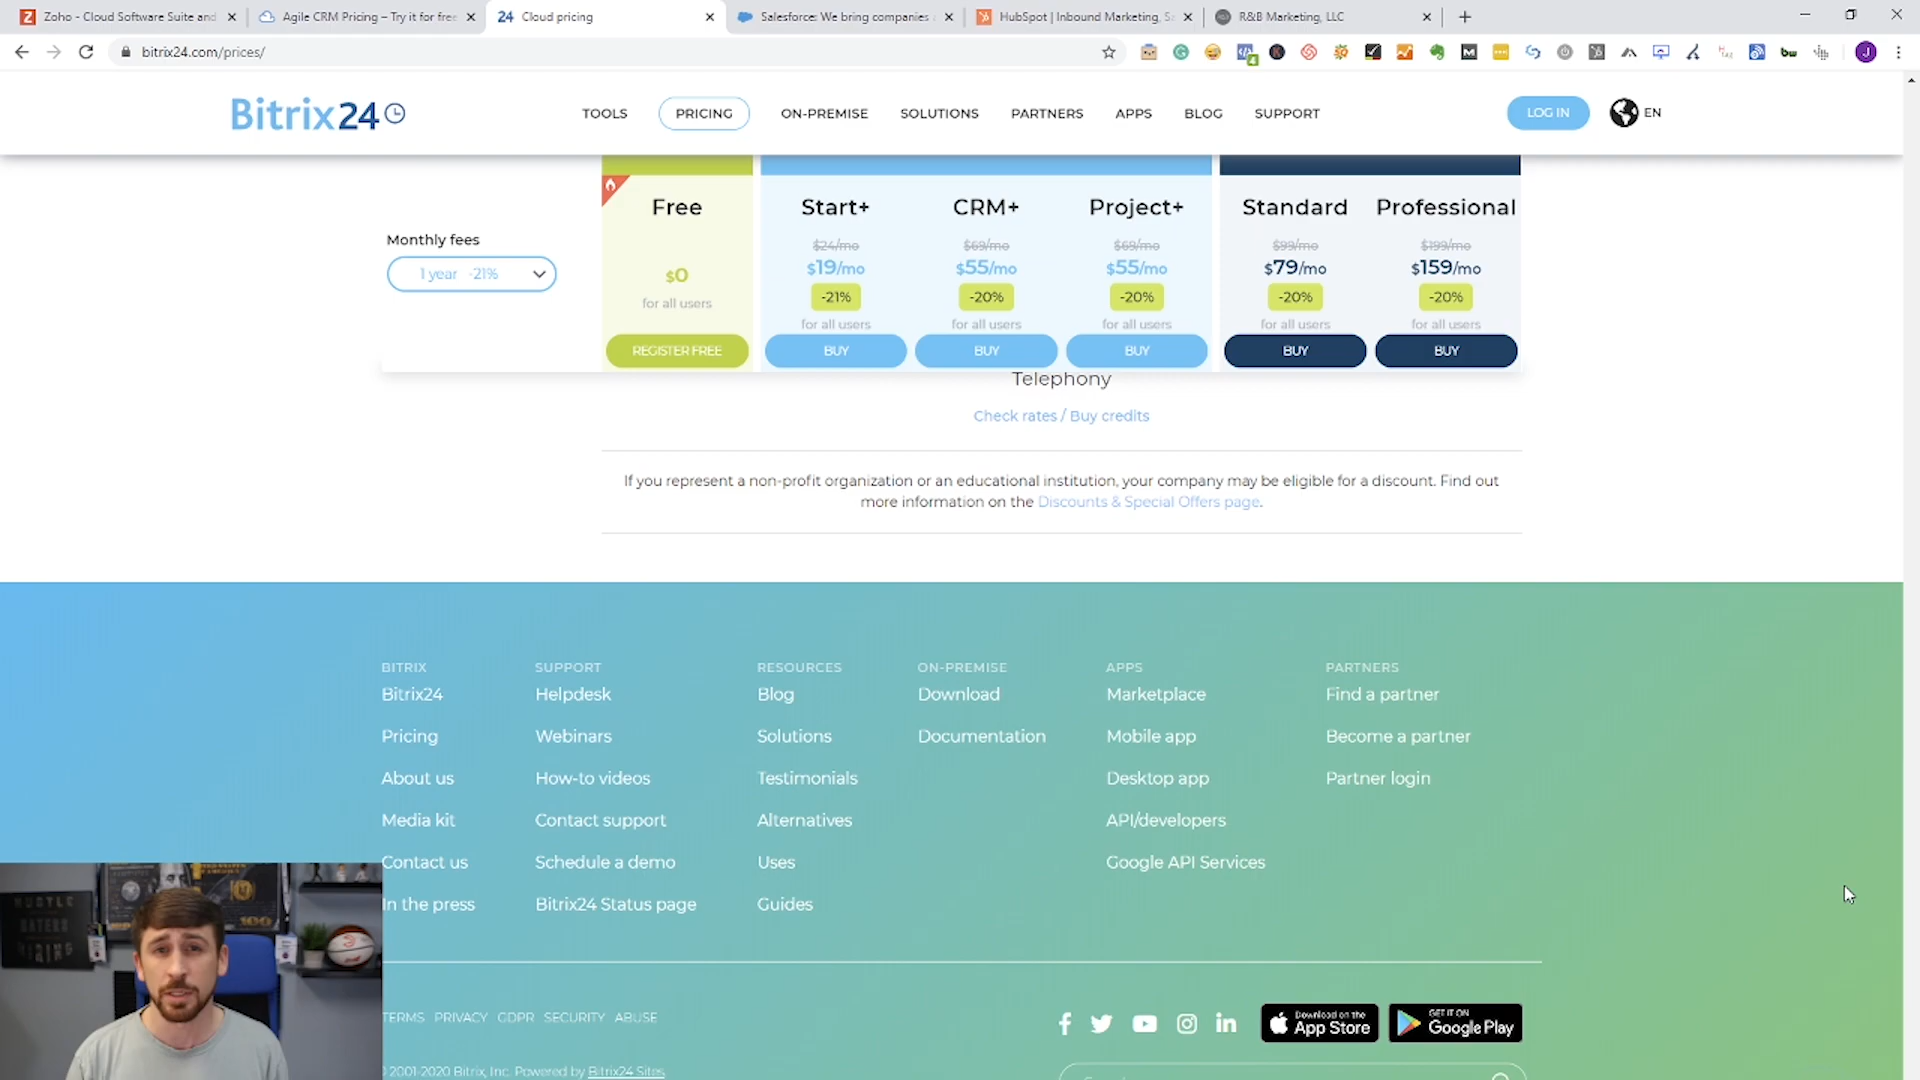 Zoho - Cloud Software Suite and
Agile CRM Pricing – Try it for free
24 Cloud pricing
Salesforce: We bring companies
HubSpot | Inbound Marketing, S
R&B Marketing, LLC
bitrix24.com/prices/
Bitrix24
TOOLS
PRICING
ON-PREMISE
SOLUTIONS
PARTNERS
APPS
BLOG
SUPPORT
LOG IN
EN
Monthly fees
1 year -21%
Free
$0
for all users
REGISTER FREE
Start+
$24/mo
$19/mo
-21%
for all users
BUY
CRM+
$69/mo
$55/mo
-20%
for all users
BUY
Project+
$69/mo
$55/mo
-20%
for all users
BUY
Standard
$99/mo
$79/mo
-20%
for all users
BUY
Professional
$199/mo
$159/mo
-20%
for all users
BUY
Telephony
Check rates / Buy credits
If you represent a non-profit organization or an educational institution, your company may be eligible for a discount. Find out
more information on the Discounts & Special Offers page.
BITRIX
Bitrix24
Pricing
About us
Media kit
Contact us
In the press
SUPPORT
Helpdesk
Webinars
How-to videos
Contact support
Schedule a demo
Bitrix24 Status page
RESOURCES
Blog
Solutions
Testimonials
Alternatives
Uses
Guides
ON-PREMISE
Download
Documentation
APPS
Marketplace
Mobile app
Desktop app
API/developers
Google API Services
PARTNERS
Find a partner
Become a partner
Partner login
HUSTLE
HATERS
HIRING
100
TERMS PRIVACY GDPR SECURITY ABUSE
Download on the
App Store
GET IT ON
Google Play
2001-2020 Bitrix, Inc. Powered by Bitrix24 Sites